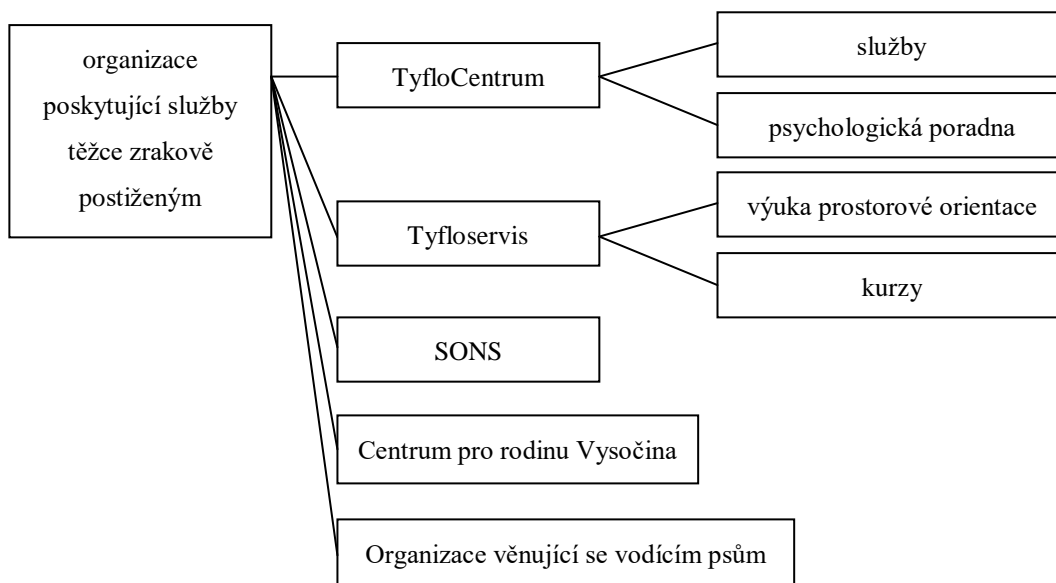 organizace
poskytující služby
těžce zrakově
postiženým
TyfloCentrum
služby
psychologická poradna
Tyfloservis
výuka prostorové orientace
kurzy
SONS
Centrum pro rodinu Vysočina
Organizace věnující se vodícím psům